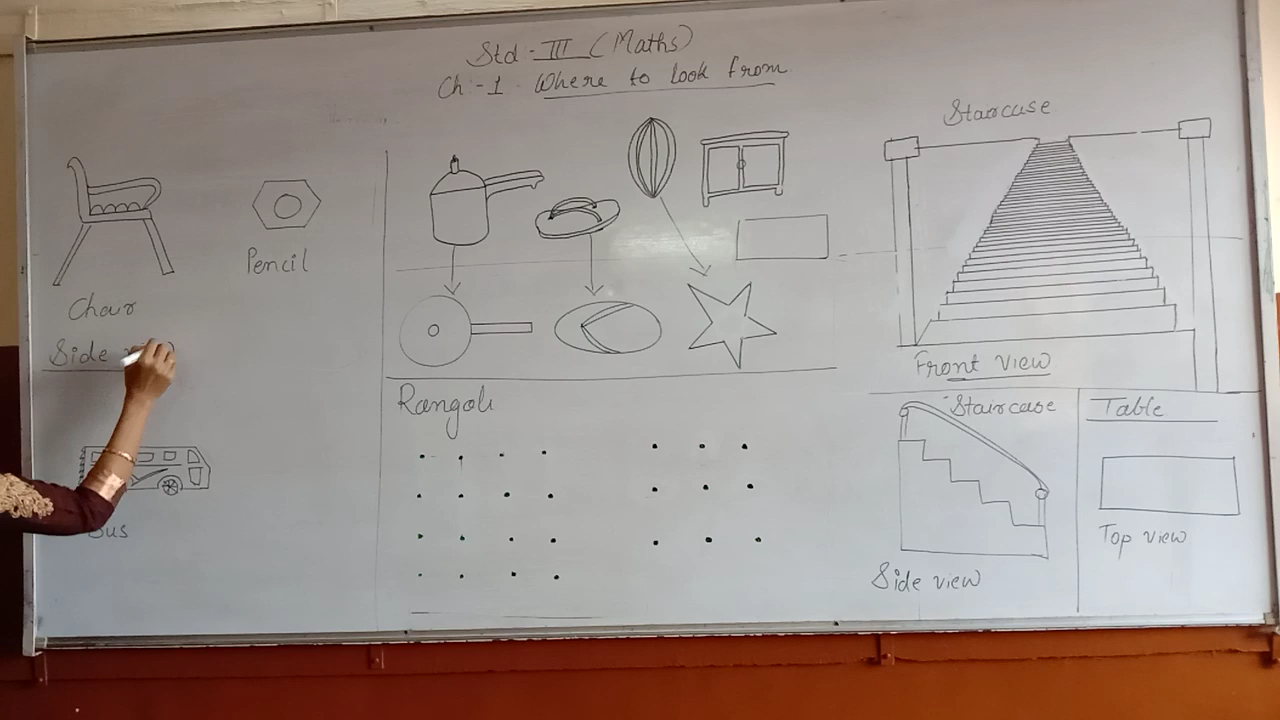 Std - III (Maths)
Ch:-1. Where to look from
Chair
Pencil
Side
Bus
Rangoli
Staircase
Front view
Staircase
Side view
Table
Top view